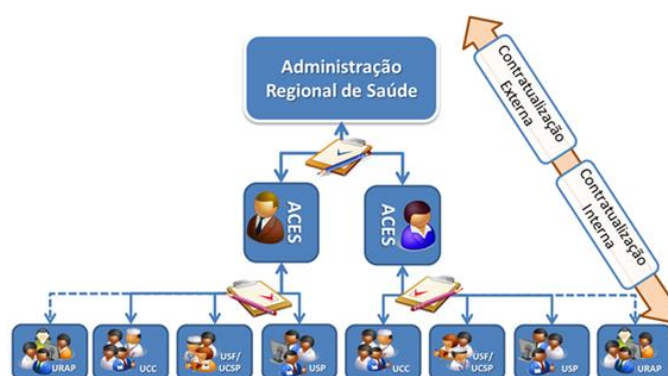 Administração
Regional de Saúde
Contratualização
Externa
Contratualização
Interna
ACES
ACES
URAP
UCC
USF/
UCSP
USP
UCC
USF/
UCSP
USP
URAP